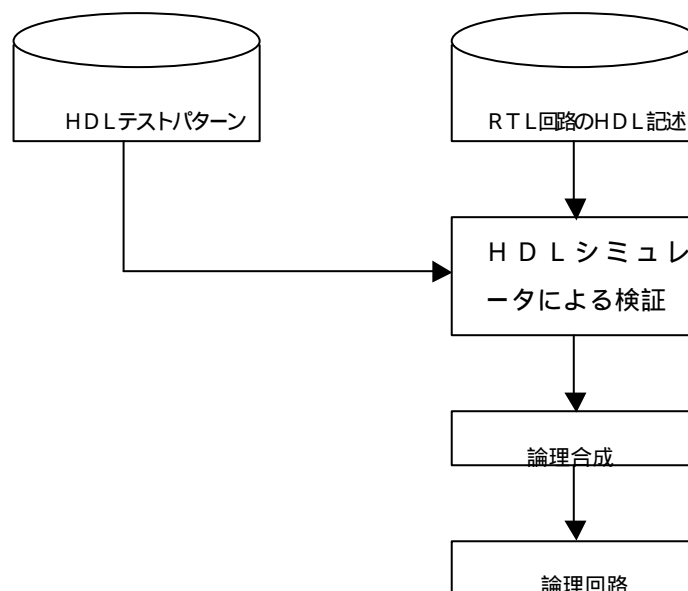 ＨＤＬテストパターン
ＲＴＬ回路のＨＤＬ記述
ＨＤＬシミュレ
ータによる検証
論理合成
論理回路